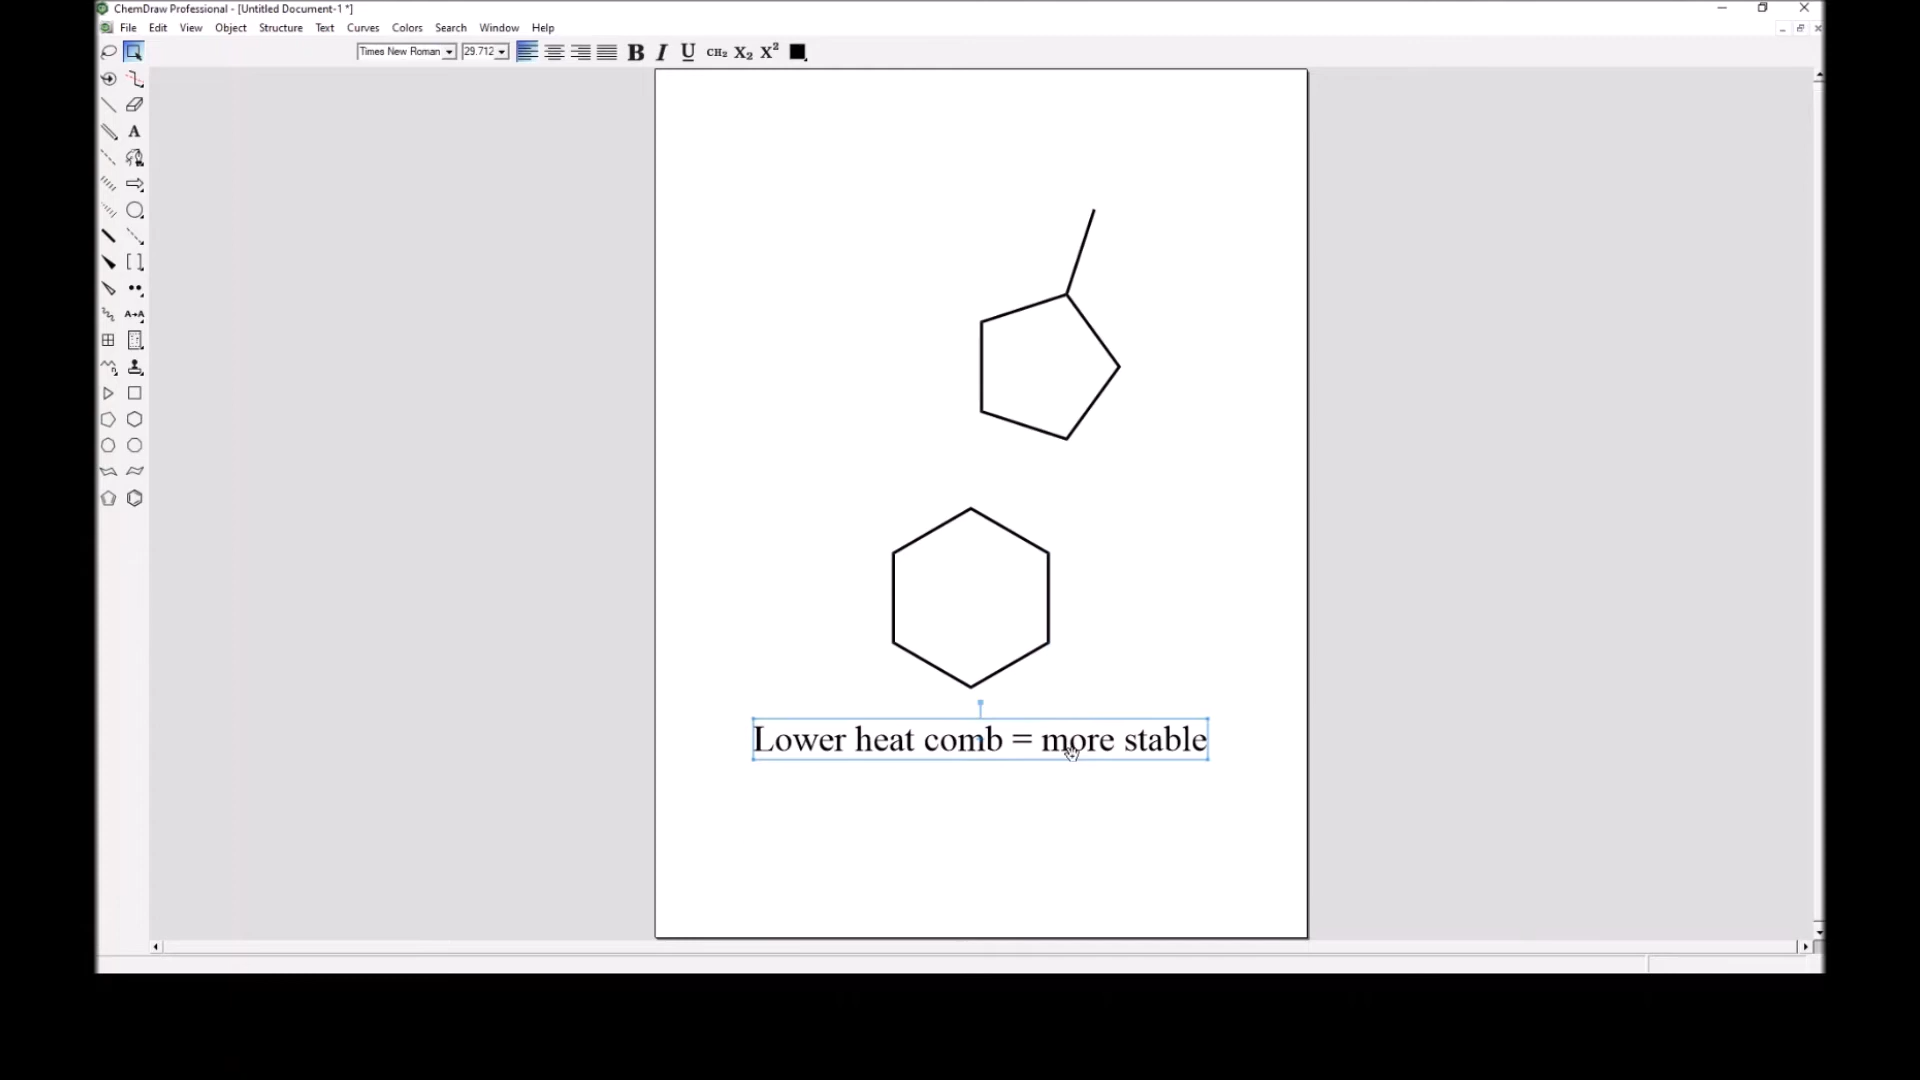 ChemDraw Professional - [Untitled Document-1 *]
File Edit View Object Structure Text Curves Colors Search Window Help
Times New Roman 29.712 B I U CH2 X2 X2
A
A→A
Lower heat comb = more stable